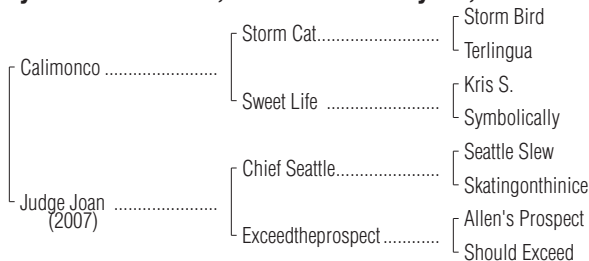 Storm Bird
Storm Cat........................
Terlingua
Calimonco ......................
Kris S.
Sweet Life ......................
Symbolically
Seattle Slew
Chief Seattle.....................
Skatingonthinice
Judge Joan ....................
(2007)
Allen's Prospect
Exceedtheprospect...........
Should Exceed